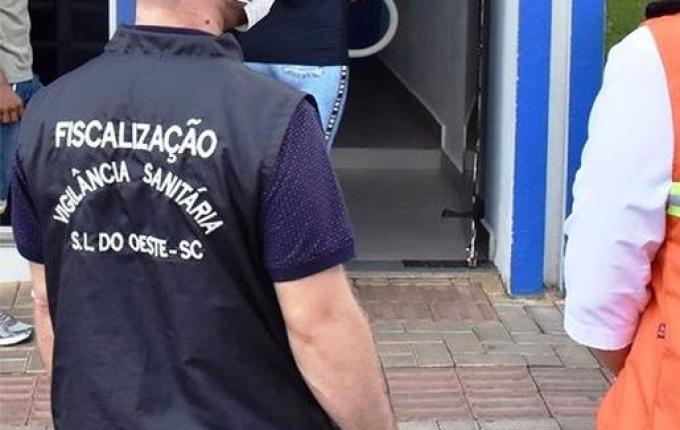 FISCALIZAÇÃO
VIGILÂNCIA SANITÁRIA
S.L. DO OESTE-SC